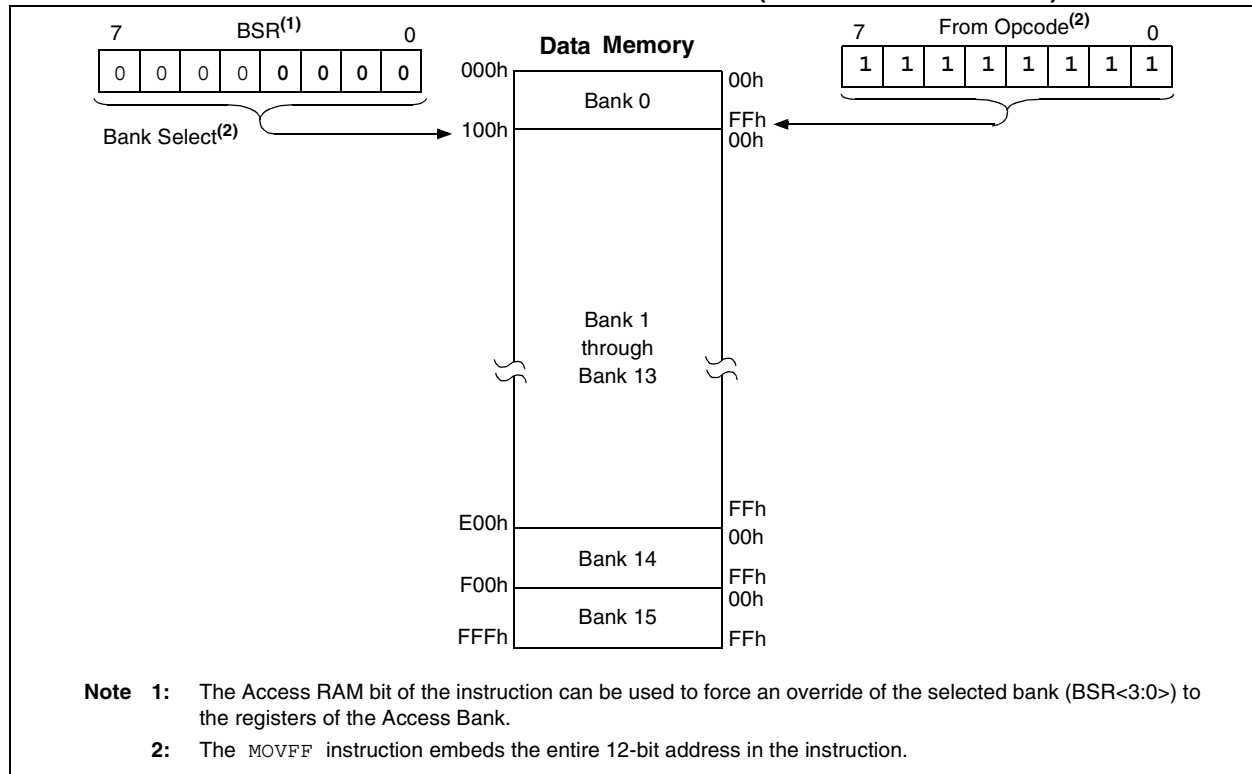 7 BSR(1) 0
0 0 0 0 0 0 0 0
Bank Select(2)
Data Memory
7 From Opcode(2) 0
1 1 1 1 1 1 1 1
000h
00h
Bank 0
FFh
100h
00h
Bank 1
through
Bank 13
FFh
E00h
00h
Bank 14
FFh
F00h
00h
Bank 15
FFFh
FFh
Note 1: The Access RAM bit of the instruction can be used to force an override of the selected bank (BSR<3:0>) to
the registers of the Access Bank.
2: The MOVFF instruction embeds the entire 12-bit address in the instruction.